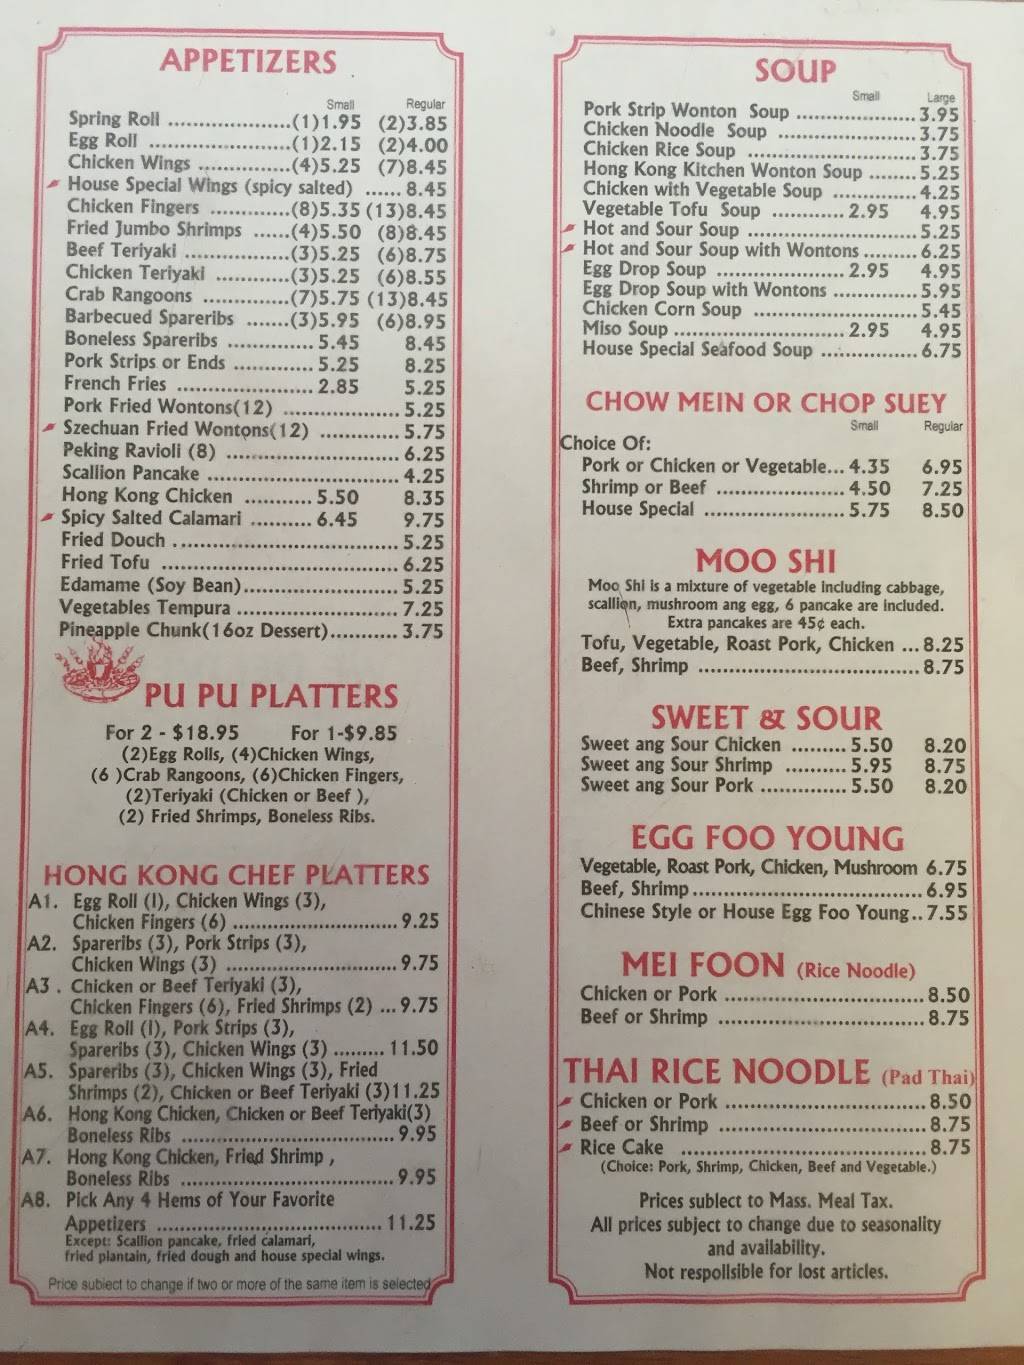 APPETIZERS
Small Regular
Spring Roll ....................(1)1.95 (2)3.85
Egg Roll .......................(1)2.15 (2)4.00
Chicken Wings ...............(4)5.25 (7)8.45
House Special Wings (spicy salted) ...... 8.45
Chicken Fingers .............(8)5.35 (13)8.45
Fried Jumbo Shrimps ......(4)5.50 (8)8.45
Beef Teriyaki .................(3)5.25 (6)8.75
Chicken Teriyaki ............(3)5.25 (6)8.55
Crab Rangoons ..............(7)5.75 (13)8.45
Barbecued Spareribs .......(3)5.95 (6)8.95
Boneless Spareribs .............. 5.45 8.45
Pork Strips or Ends ............. 5.25 8.25
French Fries ...................... 2.85 5.25
Pork Fried Wontons(12) ................... 5.25
Szechuan Fried Wontons(12) ............. 5.75
Peking Ravioli (8) ............................ 6.25
Scallion Pancake ............................... 4.25
Hong Kong Chicken ........... 5.50 8.35
Spicy Salted Calamari .......... 6.45 9.75
Fried Douch ..................................... 5.25
Fried Tofu ....................................... 6.25
Edamame (Soy Bean)......................... 5.25
Vegetables Tempura .......................... 7.25
Pineapple Chunk(16oz Dessert)........... 3.75
PU PU PLATTERS
For 2 - $18.95 For 1-$9.85
(2)Egg Rolls, (4)Chicken Wings,
(6 )Crab Rangoons, (6)Chicken Fingers,
(2)Teriyaki (Chicken or Beef ),
(2) Fried Shrimps, Boneless Ribs.
HONG KONG CHEF PLATTERS
A1. Egg Roll (I), Chicken Wings (3),
Chicken Fingers (6) ........................... 9.25
A2. Spareribs (3), Pork Strips (3),
Chicken Wings (3) ............................ 9.75
A3 . Chicken or Beef Teriyaki (3),
Chicken Fingers (6), Fried Shrimps (2) ... 9.75
A4. Egg Roll (I), Pork Strips (3),
Spareribs (3), Chicken Wings (3) ......... 11.50
A5. Spareribs (3), Chicken Wings (3), Fried
Shrimps (2), Chicken or Beef Teriyaki (3)11.25
A6. Hong Kong Chicken, Chicken or Beef Teriyaki(3)
Boneless Ribs ................................... 9.95
A7. Hong Kong Chicken, Fried Shrimp ,
Boneless Ribs ................................... 9.95
A8. Pick Any 4 Hems of Your Favorite
Appetizers ..................................... 11.25
Except: Scallion pancake, fried calamari,
fried plantain, fried dough and house special wings.
Price subiect to change if two or more of the same item is selected
SOUP
Small Large
Pork Strip Wonton Soup .................... 3.95
Chicken Noodle Soup ....................... 3.75
Chicken Rice Soup ............................ 3.75
Hong Kong Kitchen Wonton Soup ........ 5.25
Chicken with Vegetable Soup .............. 4.25
Vegetable Tofu Soup ............ 2.95 4.95
Hot and Sour Soup ............................ 5.25
Hot and Sour Soup with Wontons ......... 6.25
Egg Drop Soup ..................... 2.95 4.95
Egg Drop Soup with Wontons .............. 5.95
Chicken Corn Soup ........................... 5.45
Miso Soup ............................ 2.95 4.95
House Special Seafood Soup ................ 6.75
CHOW MEIN OR CHOP SUEY
Small Regular
Choice Of:
Pork or Chicken or Vegetable... 4.35 6.95
Shrimp or Beef ..................... 4.50 7.25
House Special ....................... 5.75 8.50
MOO SHI
Moo Shi is a mixture of vegetable including cabbage,
scallion, mushroom ang egg, 6 pancake are included.
Extra pancakes are 45¢ each.
Tofu, Vegetable, Roast Pork, Chicken ... 8.25
Beef, Shrimp .................................... 8.75
SWEET & SOUR
Sweet ang Sour Chicken ......... 5.50 8.20
Sweet ang Sour Shrimp .......... 5.95 8.75
Sweet ang Sour Pork .............. 5.50 8.20
EGG FOO YOUNG
Vegetable, Roast Pork, Chicken, Mushroom 6.75
Beef, Shrimp...................................... 6.95
Chinese Style or House Egg Foo Young.. 7.55
MEI FOON (Rice Noodle)
Chicken or Pork ................................. 8.50
Beef or Shrimp .................................. 8.75
THAI RICE NOODLE (Pad Thai)
Chicken or Pork ................................. 8.50
Beef or Shrimp .................................. 8.75
Rice Cake ........................................ 8.75
(Choice: Pork, Shrimp, Chicken, Beef and Vegetable.)
Prices sublect to Mass. Meal Tax.
All prices subject to change due to seasonality
and availability.
Not respollsible for lost articles.